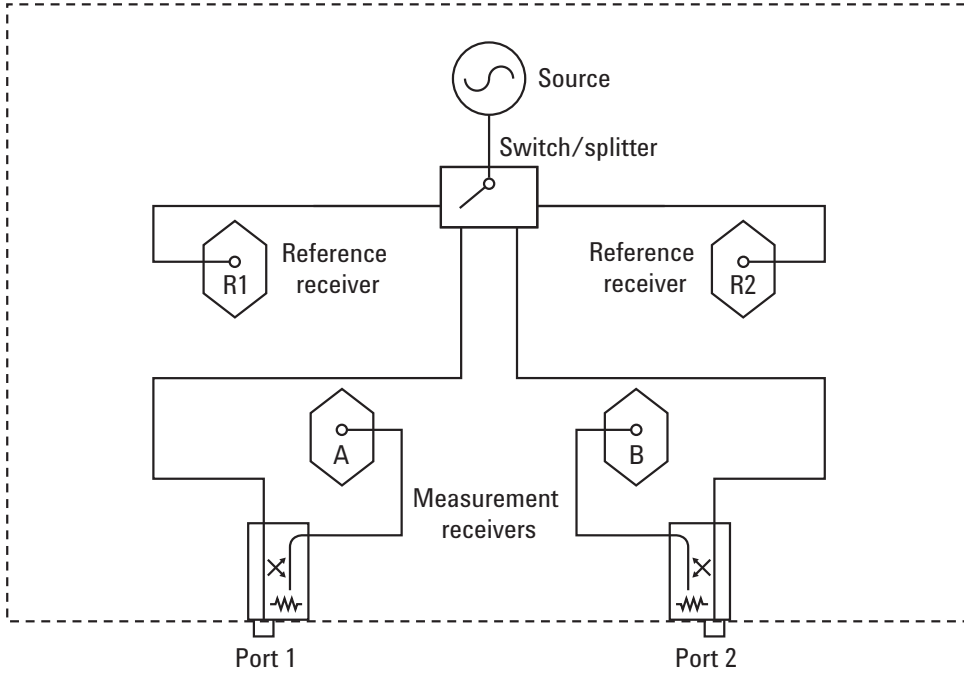 Source
Switch/splitter
Reference
receiver
R1
Reference
receiver
R2
A
B
Measurement
receivers
Port 1
Port 2